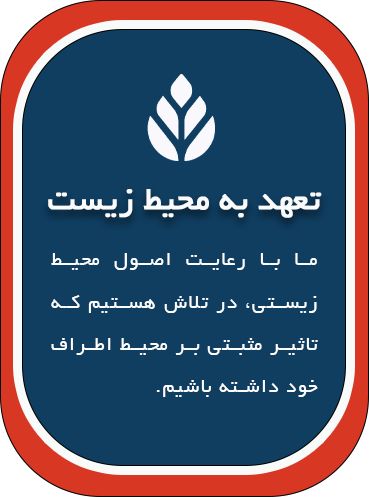 تعهد به محیط زیست
ما با رعایت اصول محیط
زیستی، در تلاش هستیم که
تاثیر مثبتی بر محیط اطراف
خود داشته باشیم.